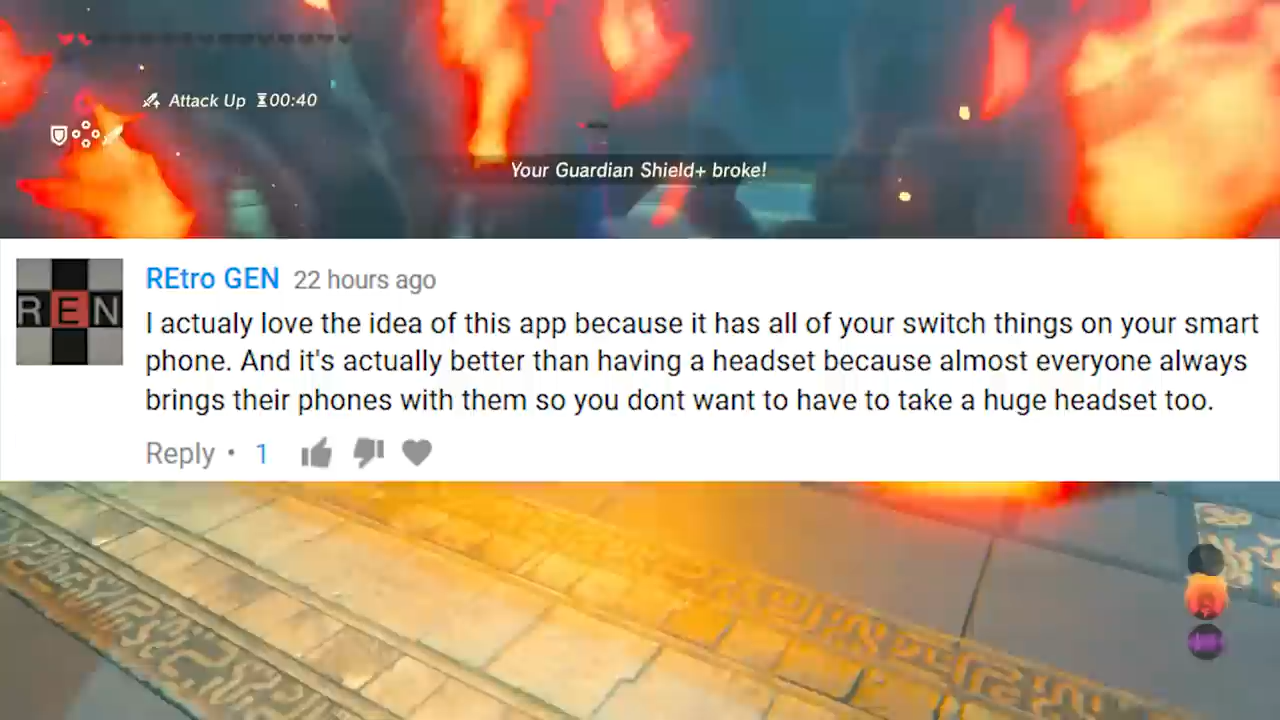 Attack Up 00:40
Your Guardian Shield+ broke!
REN
REtro GEN 22 hours ago
I actualy love the idea of this app because it has all of your switch things on your smart
phone. And it's actually better than having a headset because almost everyone always
brings their phones with them so you dont want to have to take a huge headset too.
Reply • 1